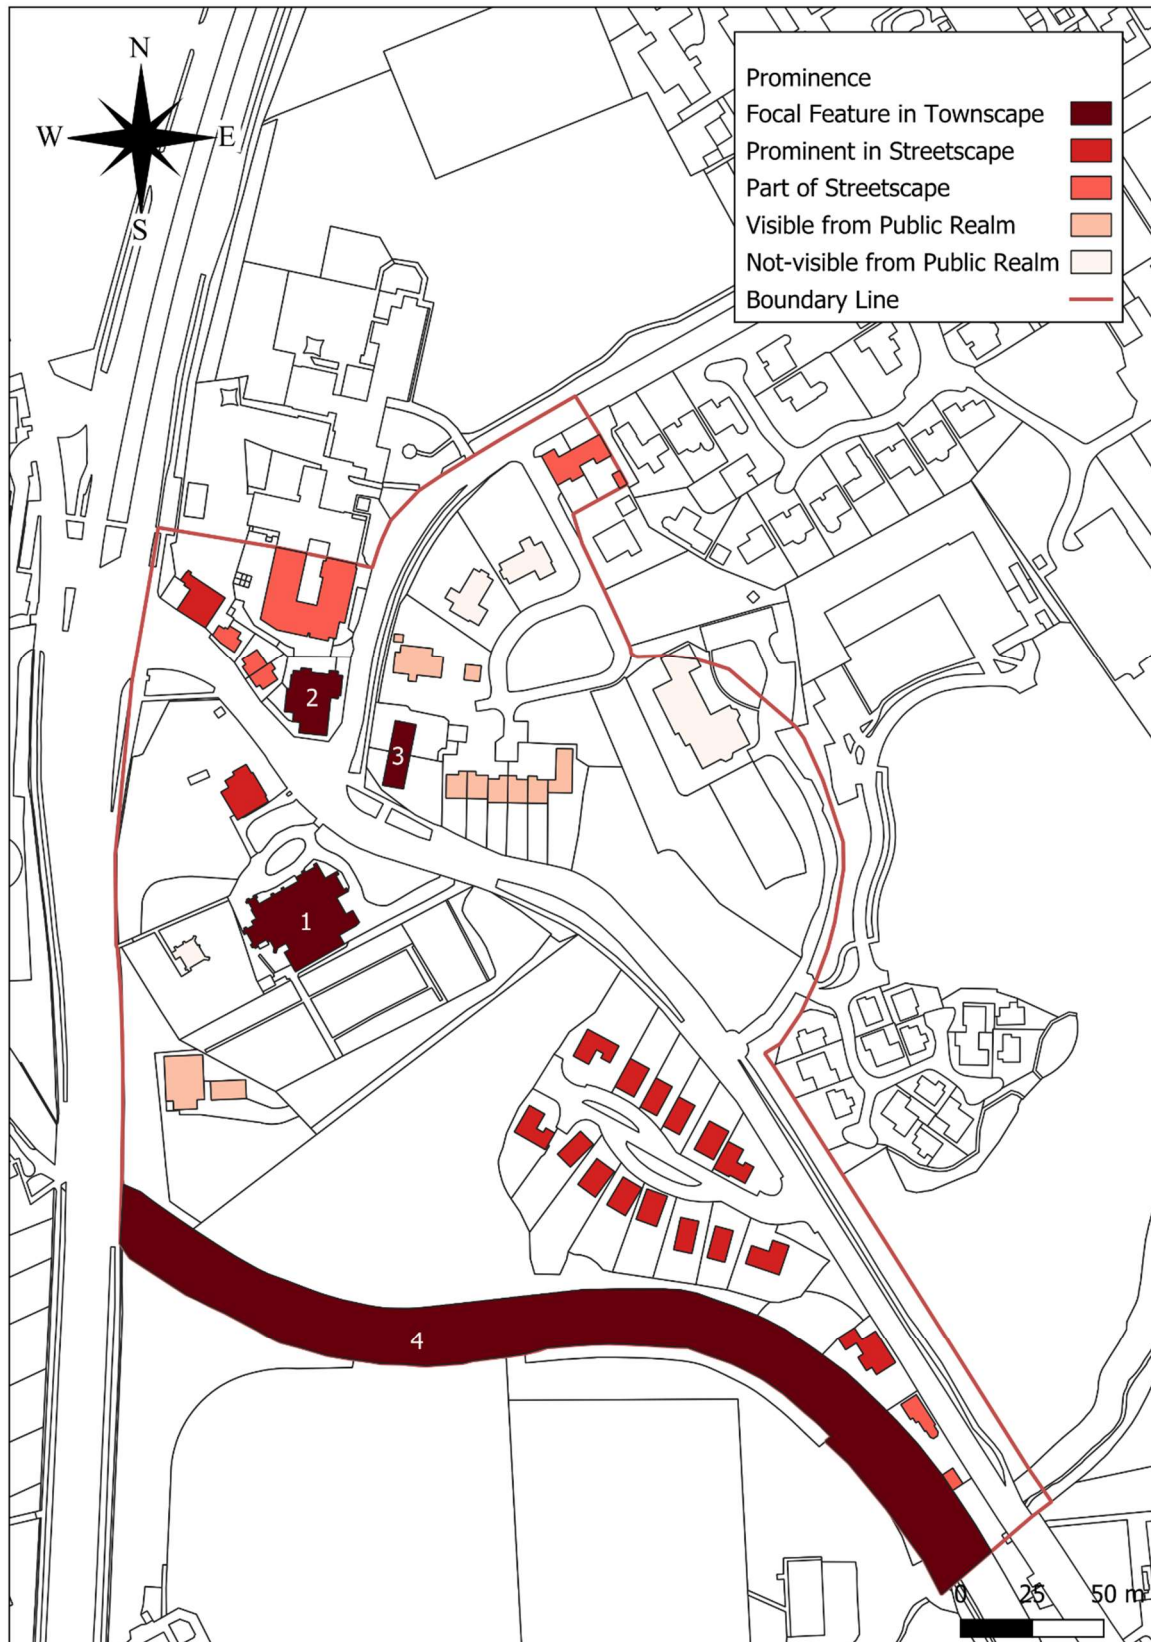 N
W E
S
Prominence
Focal Feature in Townscape
Prominent in Streetscape
Part of Streetscape
Visible from Public Realm
Not-visible from Public Realm
Boundary Line
2
3
1
4
0 25 50 m